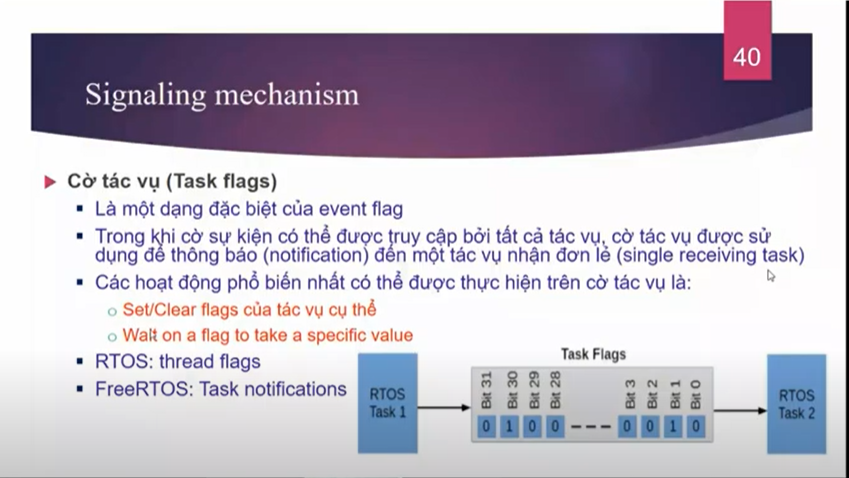 40
Signaling mechanism
Cờ tác vụ (Task flags)
Là một dạng đặc biệt của event flag
Trong khi cờ sự kiện có thể được truy cập bởi tất cả tác vụ, cờ tác vụ được sử
dụng để thông báo (notification) đến một tác vụ nhận đơn lẻ (single receiving task)
Các hoạt động phổ biến nhất có thể được thực hiện trên cờ tác vụ là:
Set/Clear flags của tác vụ cụ thể
Wait on a flag to take a specific value
RTOS: thread flags
FreeRTOS: Task notifications
Task Flags
RTOS
Task 1
Bit 31 Bit 30 Bit 29 Bit 28 Bit 3 Bit 2 Bit 1 Bit 0
0 1 0 0 0 0 1 0
RTOS
Task 2